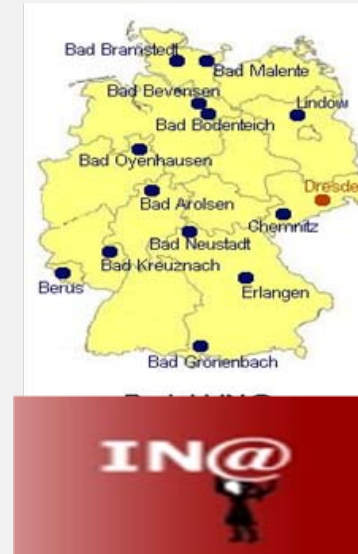 Bad Bramstedt
Bad Malente
Bad Bevensen
Lindow
Bad Bodenteich
Bad Oyenhausen
Dresde
Bad Arolsen
Chemnitz
Bad Neustadt
Bad Kreuznach
Berus
Erlangen
Bad Grönenbach
IN@